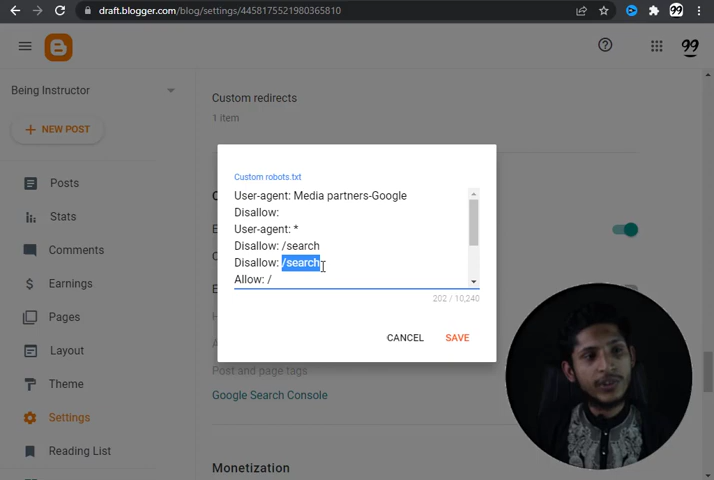 draft.blogger.com/blog/settings/4458175521980365810
Being Instructor
NEW POST
Posts
Stats
Comments
Earnings
Pages
Layout
Theme
Settings
Reading List
Custom redirects
1 item
Custom robots.txt
User-agent: Media partners-Google
Disallow:
User-agent: *
Disallow: /search
Disallow: /search
Allow: /
202 / 10,240
CANCEL
SAVE
Post and page tags
Google Search Console
Monetization